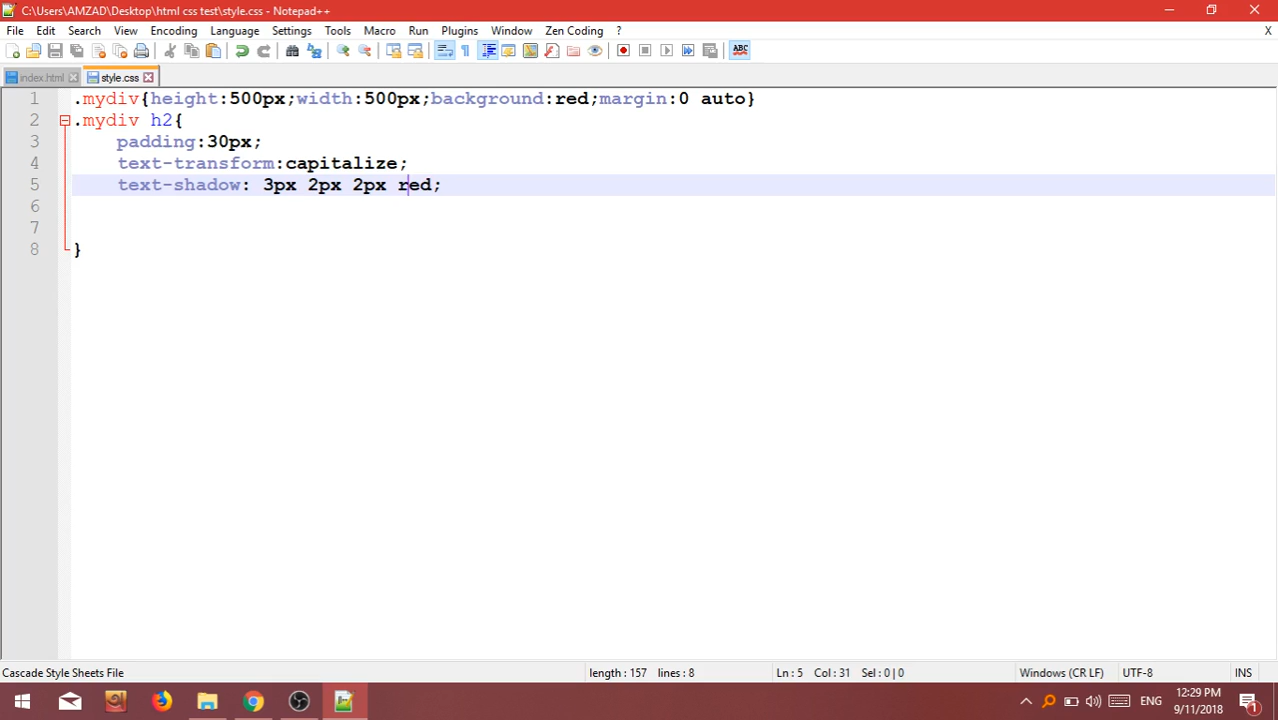 C:\Users\AMZAD\Desktop\html css test\style.css - Notepad++
File Edit Search View Encoding Language Settings Tools Macro Run Plugins Window Zen Coding ? X
ABC
index.html style.css
1 .mydiv{height:500px;width:500px;background:red;margin:0 auto}
2 .mydiv h2{
3 padding:30px;
4 text-transform:capitalize;
5 text-shadow: 3px 2px 2px red;
6
7
8 }
Cascade Style Sheets File length : 157 lines : 8 Ln : 5 Col : 31 Sel : 0 | 0 Windows (CR LF) UTF-8 INS
ENG 12:29 PM
9/11/2018 1